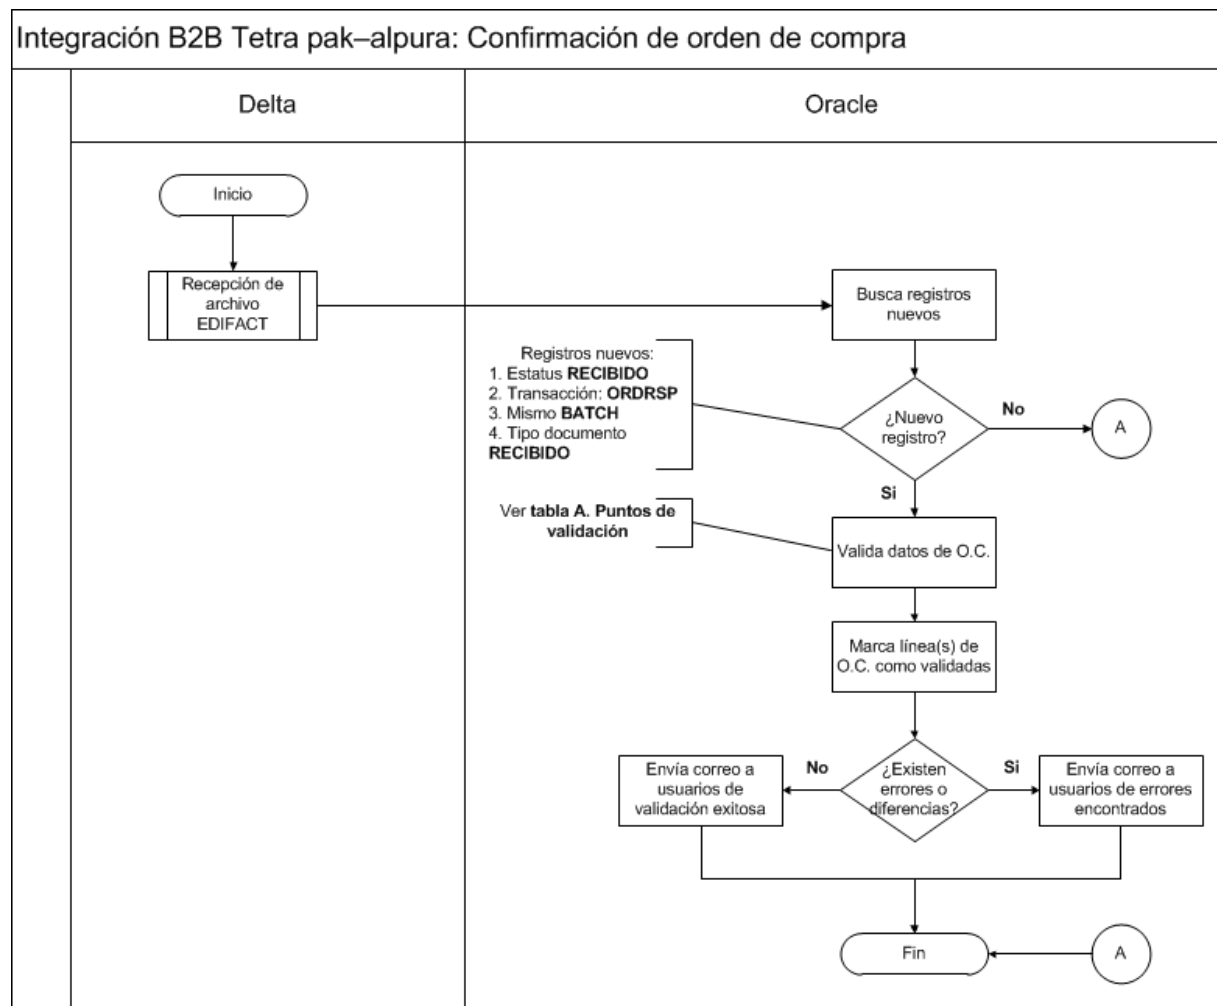 Integración B2B Tetra pak–alpura: Confirmación de orden de compra
Delta
Oracle
Inicio
Recepción de
archivo
EDIFACT
Busca registros
nuevos
Registros nuevos:
1. Estatus RECIBIDO
2. Transacción: ORDRSP
3. Mismo BATCH
4. Tipo documento
RECIBIDO
¿Nuevo
registro?
No
A
Si
Ver tabla A. Puntos de
validación
Valida datos de O.C.
Marca línea(s) de
O.C. como validadas
Envía correo a
usuarios de
validación exitosa
No
¿Existen
errores o
diferencias?
Si
Envía correo a
usuarios de errores
encontrados
Fin
A